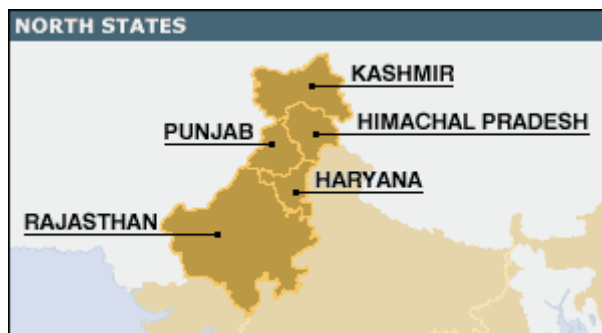 NORTH STATES
KASHMIR
PUNJAB
HIMACHAL PRADESH
HARYANA
RAJASTHAN